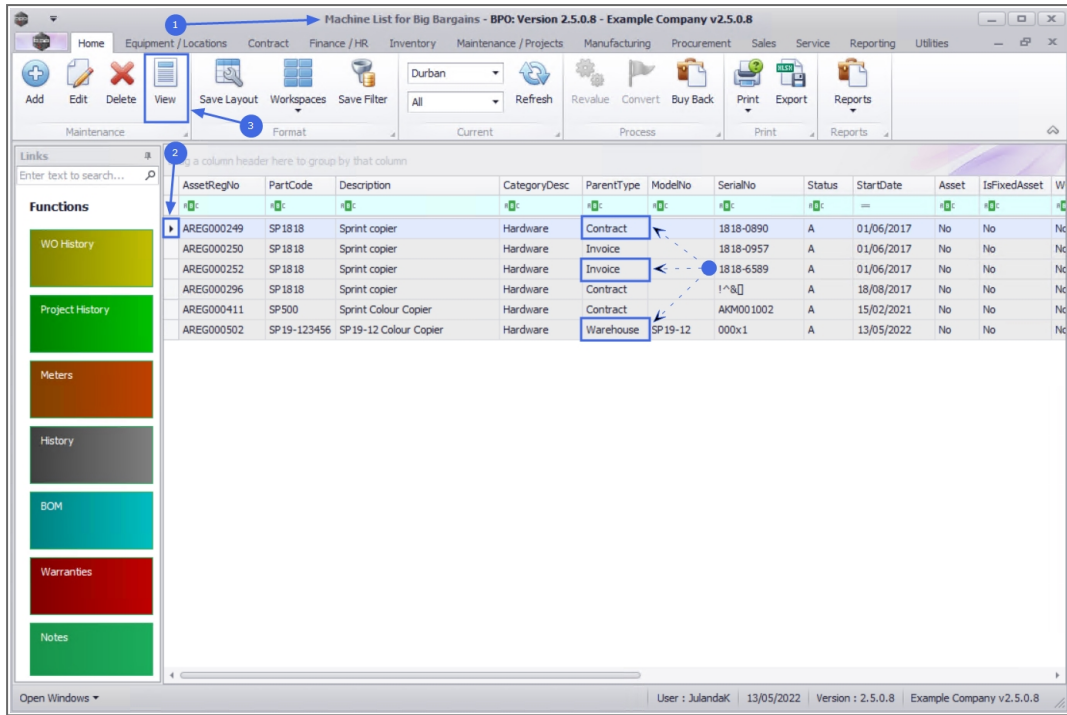 1
Machine List for Big Bargains - BPO: Version 2.5.0.8 - Example Company v2.5.0.8
Home Equipment / Locations Contract Finance / HR Inventory Maintenance / Projects Manufacturing Procurement Sales Service Reporting Utilities
Add Edit Delete View Save Layout Workspaces Save Filter Durban Refresh Revalue Convert Buy Back Print Export Reports
All
3
Maintenance Format Current Process Print Reports
Links
2
a column header here to group by that column
Enter text to search...
AssetRegNo PartCode Description CategoryDesc ParentType ModelNo SerialNo Status StartDate Asset IsFixedAsset W
Functions
AREG000249 SP1818 Sprint copier Hardware Contract 1818-0890 A 01/06/2017 No No No
AREG000250 SP1818 Sprint copier Hardware Invoice 1818-0957 A 01/06/2017 No No No
AREG000252 SP1818 Sprint copier Hardware Invoice 1818-6589 A 01/06/2017 No No No
AREG000296 SP1818 Sprint copier Hardware Contract !^&[] A 18/08/2017 No No No
AREG000411 SP500 Sprint Colour Copier Hardware Contract AKM001002 A 15/02/2021 No No No
AREG000502 SP19-123456 SP19-12 Colour Copier Hardware Warehouse SP19-12 000x1 A 13/05/2022 No No No
WO History
Project History
Meters
History
BOM
Warranties
Notes
Open Windows User : JulandaK 13/05/2022 Version : 2.5.0.8 Example Company v2.5.0.8